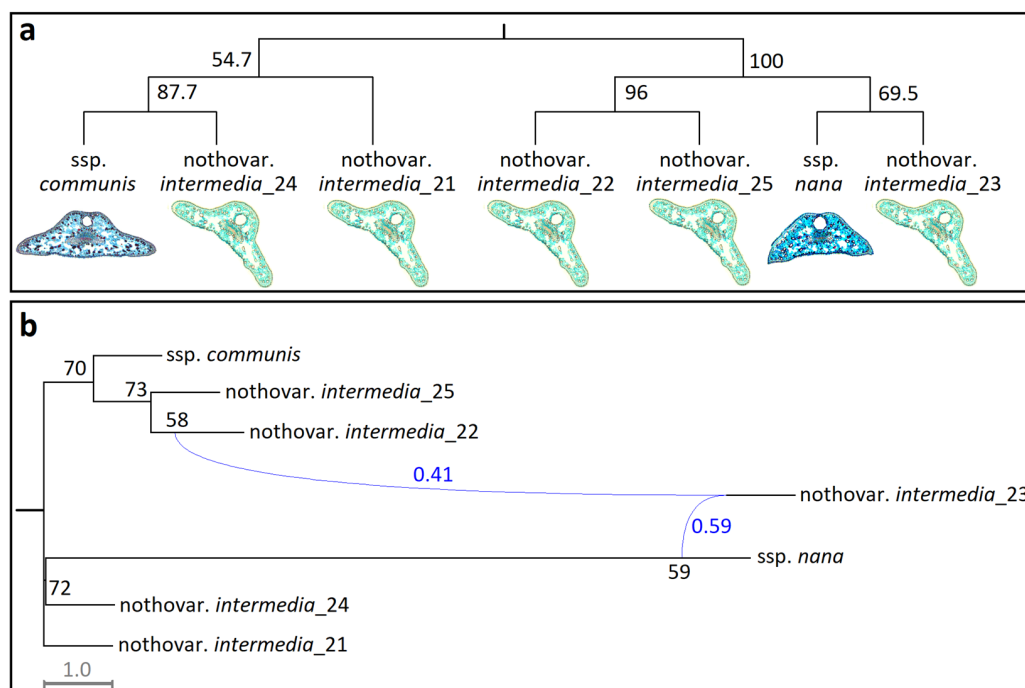 a
54.7
100
87.7
96
69.5
ssp. nothovar. nothovar. nothovar. nothovar. ssp. nothovar.
communis intermedia_24 intermedia_21 intermedia_22 intermedia_25 nana intermedia_23
b
70
ssp. communis
73
nothovar. intermedia_25
58
nothovar. intermedia_22
0.41
nothovar. intermedia_23
0.59
ssp. nana
59
72
nothovar. intermedia_24
nothovar. intermedia_21
1.0